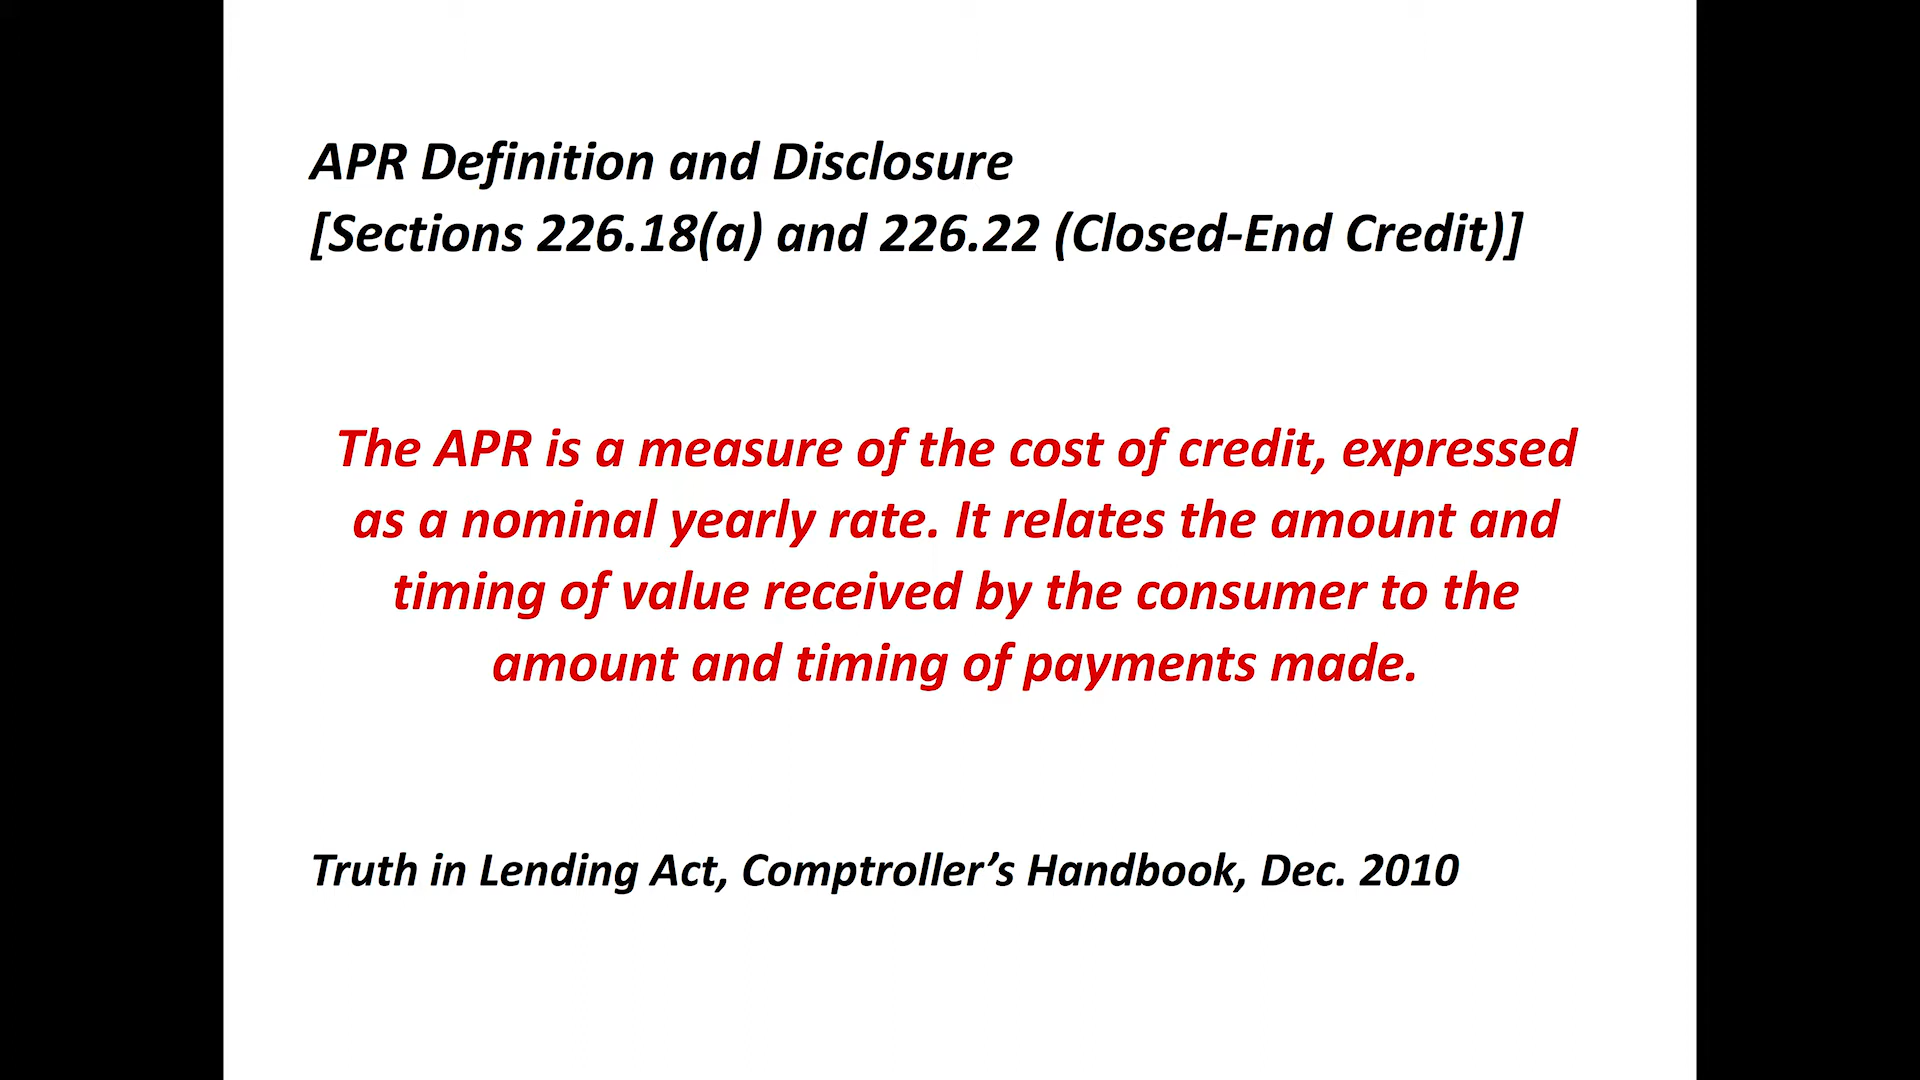 APR Definition and Disclosure
[Sections 226.18(a) and 226.22 (Closed-End Credit)]
The APR is a measure of the cost of credit, expressed
as a nominal yearly rate. It relates the amount and
timing of value received by the consumer to the
amount and timing of payments made.
Truth in Lending Act, Comptroller’s Handbook, Dec. 2010